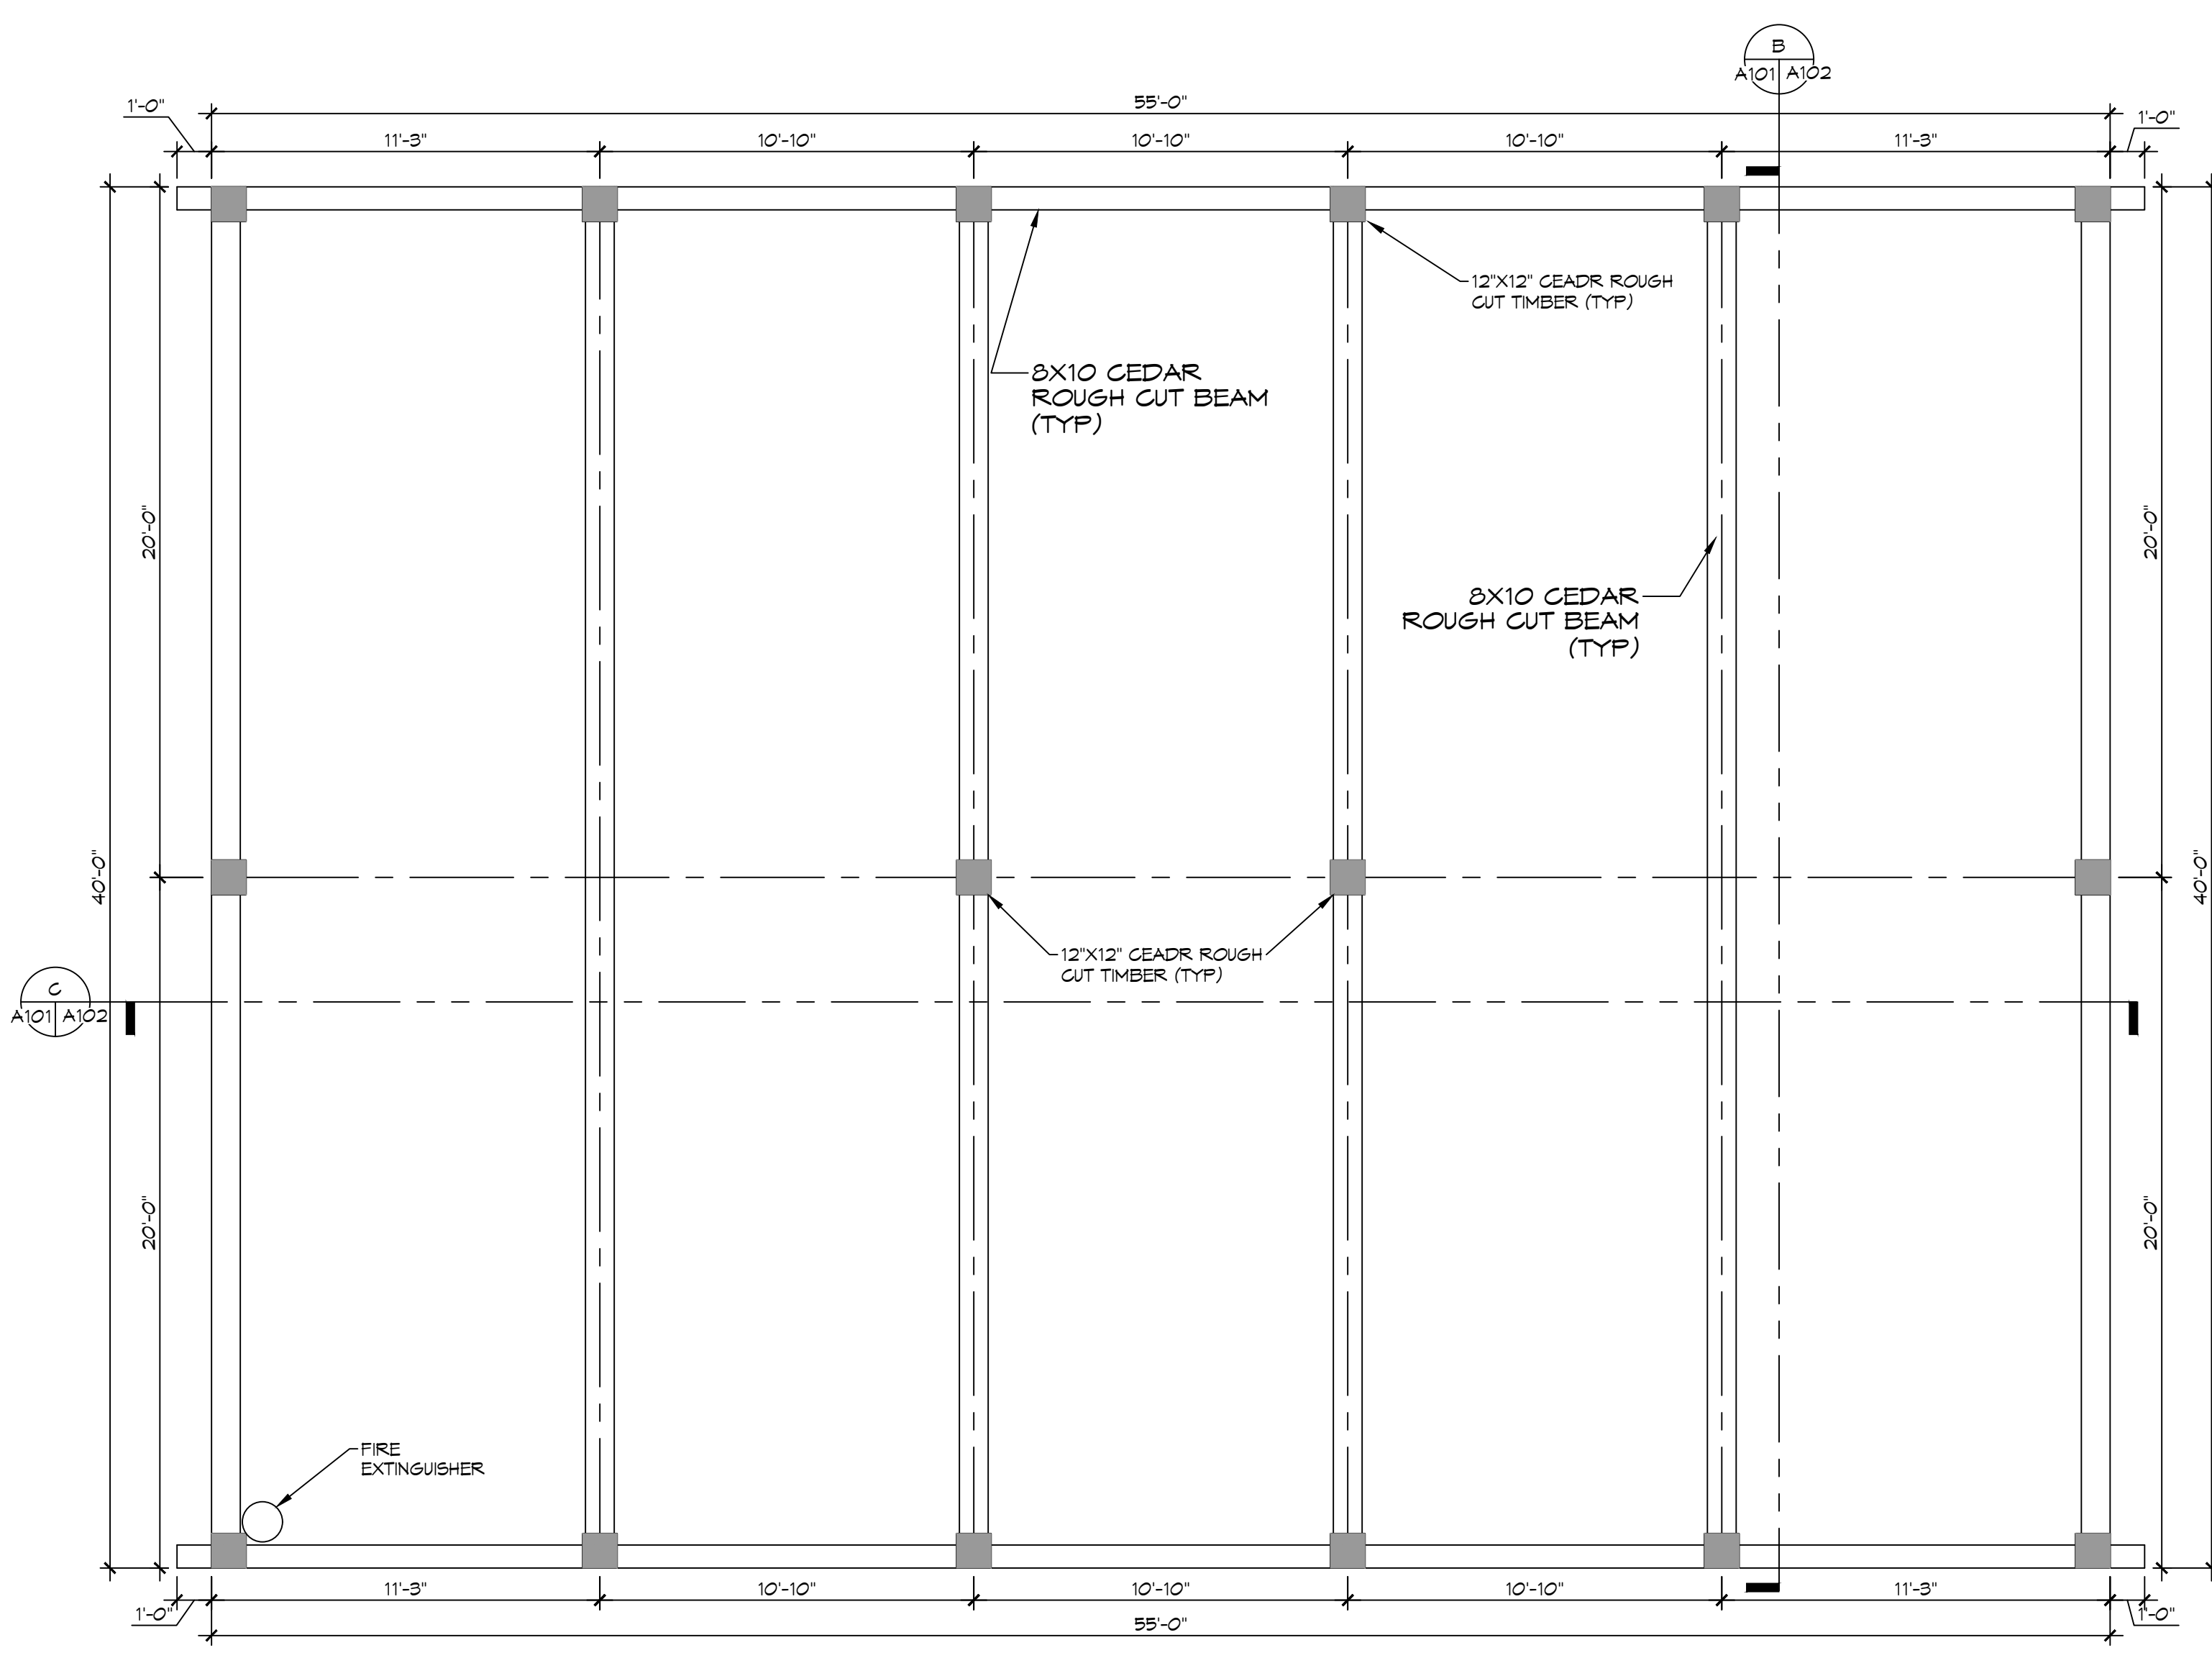 B
A101 A102
1'-0"
55'-0"
1'-0"
11'-3"
10'-10"
10'-10"
10'-10"
11'-3"
12"X12" CEADR ROUGH
CUT TIMBER (TYP)
8X10 CEDAR
ROUGH CUT BEAM
(TYP)
20'-0"
20'-0"
8X10 CEDAR
ROUGH CUT BEAM
(TYP)
40'-0"
40'-0"
12"X12" CEADR ROUGH
CUT TIMBER (TYP)
C
A101 A102
20'-0"
20'-0"
FIRE
EXTINGUISHER
11'-3"
10'-10"
10'-10"
10'-10"
11'-3"
1'-0"
55'-0"
1'-0"